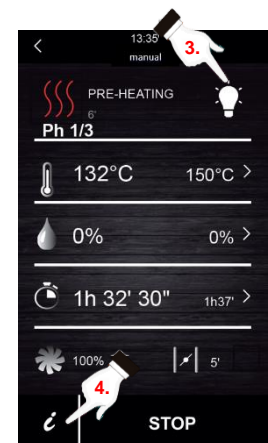 13:35
manual
3.
PRE-HEATING
6'
Ph 1/3
132°C 150°C >
0% 0% >
1h 32' 30" 1h37' >
100% 5'
4.
i STOP